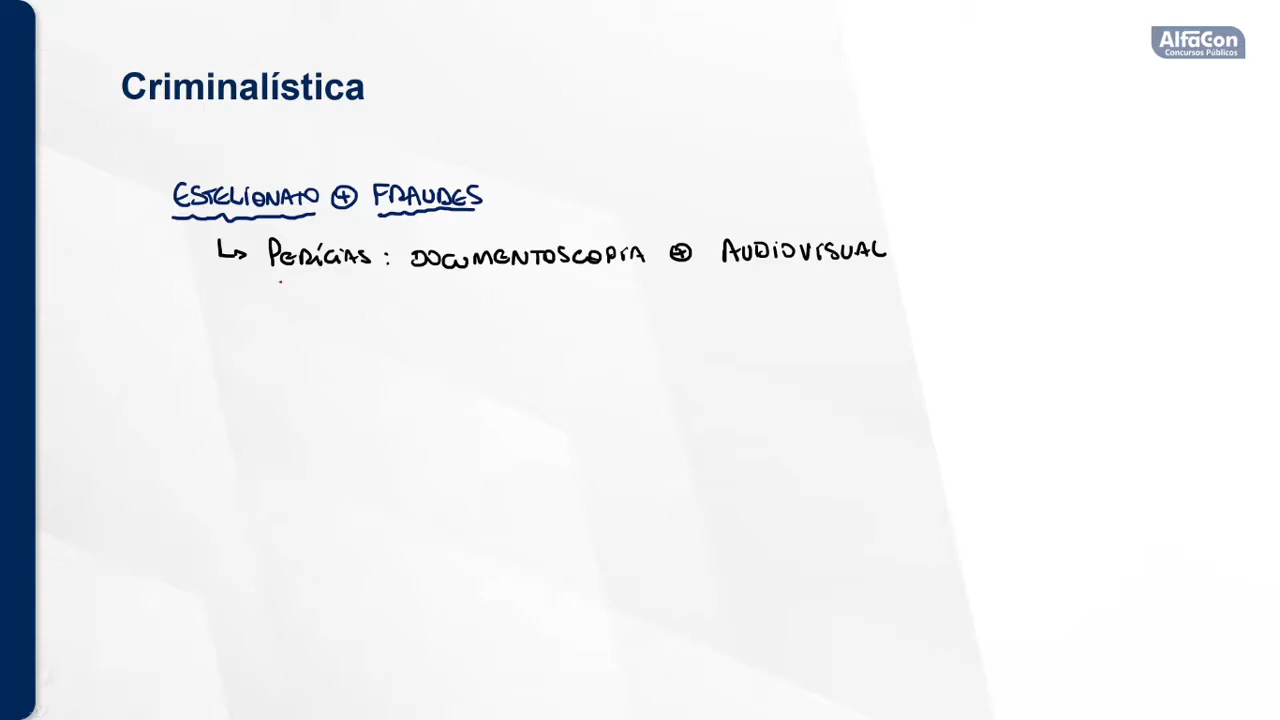 AlfaCon
Concursos Públicos
Criminalística
ESTELIONATO ⊕ FRAUDES
↳ PERÍCIAS: DOCUMENTOSCOPIA ⊕ AUDIOVISUAL